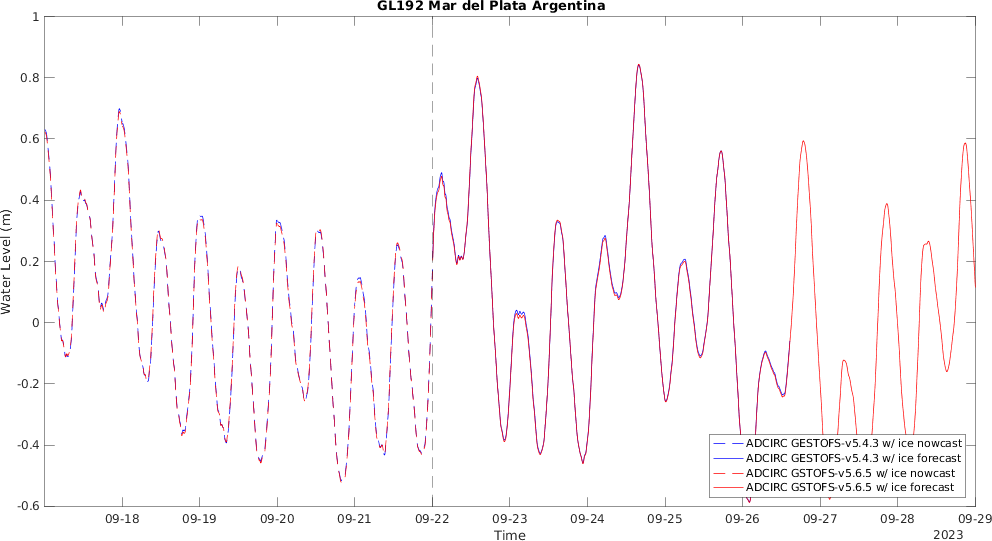 GL192 Mar del Plata Argentina
1
0.8
0.6
0.4
0.2
0
-0.2
-0.4
-0.6
Water Level (m)
ADCIRC GESTOFS-v5.4.3 w/ ice nowcast
ADCIRC GESTOFS-v5.4.3 w/ ice forecast
ADCIRC GSTOFS-v5.6.5 w/ ice nowcast
ADCIRC GSTOFS-v5.6.5 w/ ice forecast
09-18 09-19 09-20 09-21 09-22 09-23 09-24 09-25 09-26 09-27 09-28 09-29
Time
2023